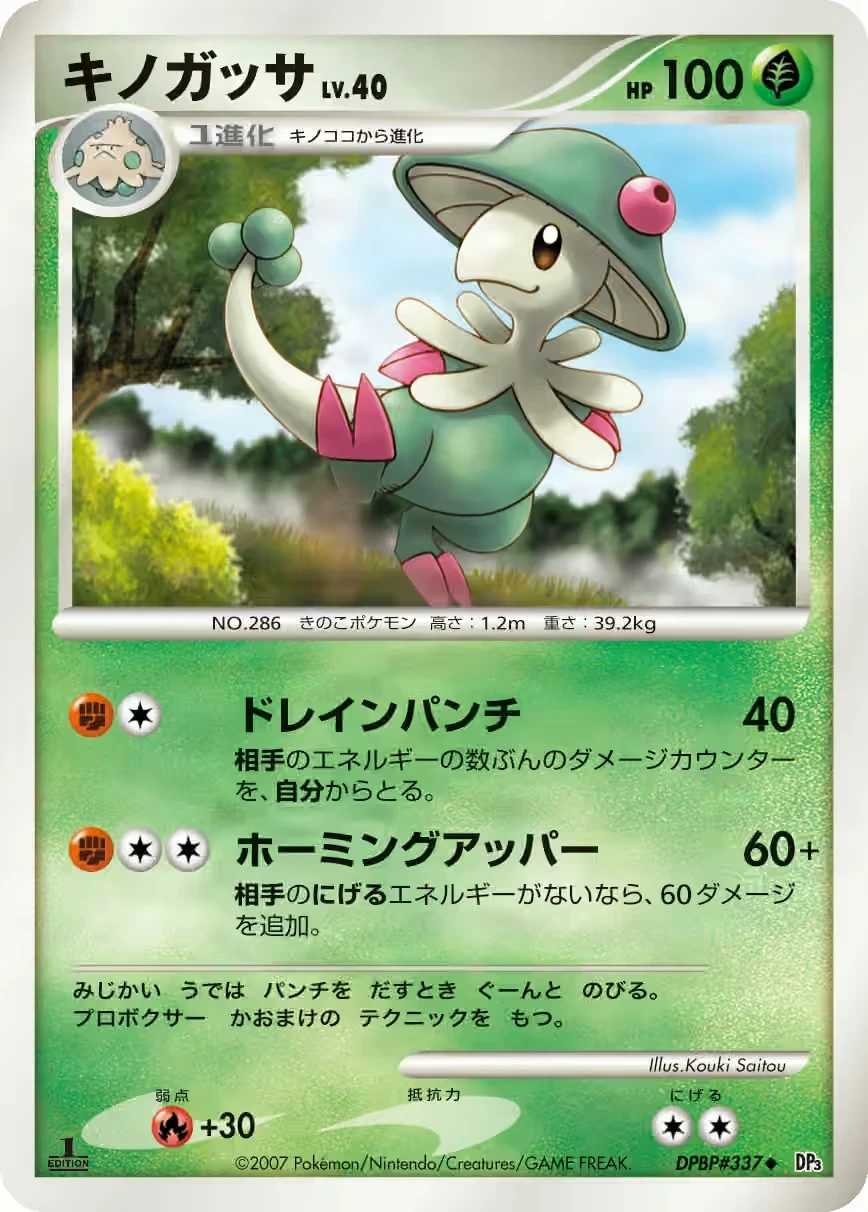 キノガッサ LV.40 HP 100
1進化 キノココから進化
NO.286 きのこポケモン 高さ:1.2m 重さ:39.2kg
ドレインパンチ 40
相手のエネルギーの数ぶんのダメージカウンター
を、自分からとる。
ホーミングアッパー 60+
相手のにげるエネルギーがないなら、60ダメージ
を追加。
みじかい うでは パンチを だすとき ぐーんと のびる。
プロボクサー かおまけの テクニックを もつ。
Illus.Kouki Saitou
弱点 抵抗力 にげる
+30
1 EDITION
©2007 Pokémon/Nintendo/Creatures/GAME FREAK.
DPBP#337◆ DP3